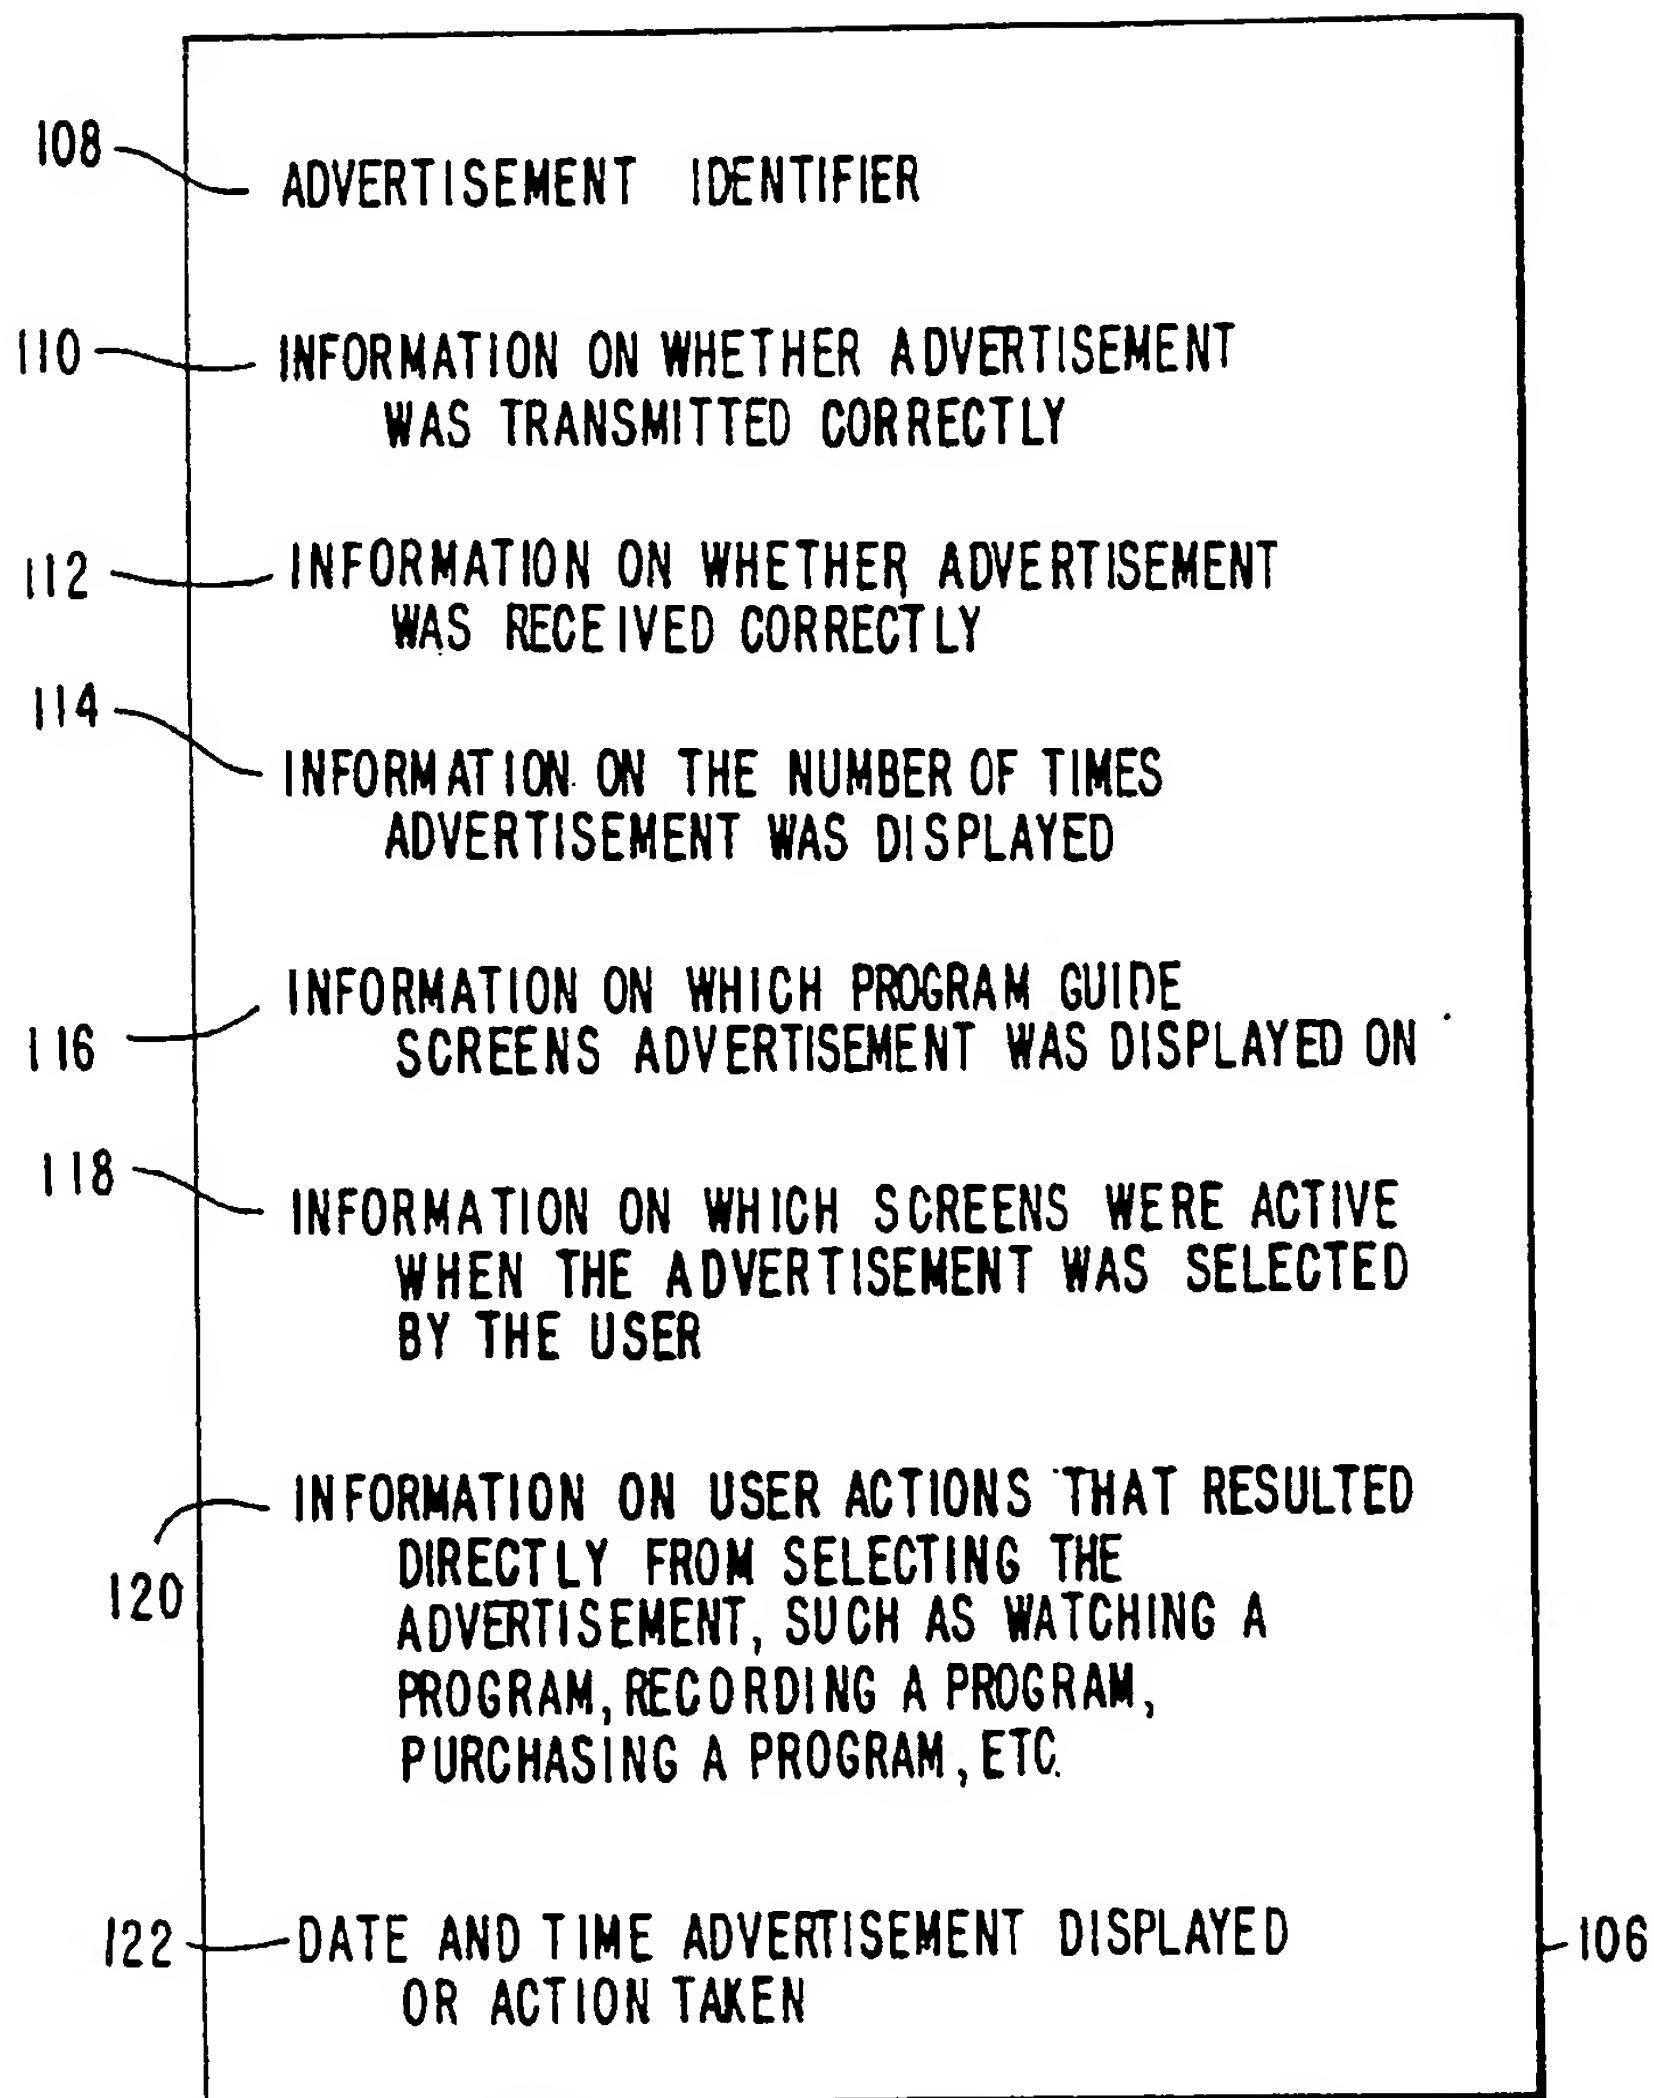 108 ADVERTISEMENT IDENTIFIER
110 INFORMATION ON WHETHER ADVERTISEMENT
WAS TRANSMITTED CORRECTLY
112 INFORMATION ON WHETHER ADVERTISEMENT
WAS RECEIVED CORRECTLY
114 INFORMATION ON THE NUMBER OF TIMES
ADVERTISEMENT WAS DISPLAYED
INFORMATION ON WHICH PROGRAM GUIDE
116 SCREENS ADVERTISEMENT WAS DISPLAYED ON
118 INFORMATION ON WHICH SCREENS WERE ACTIVE
WHEN THE ADVERTISEMENT WAS SELECTED
BY THE USER
INFORMATION ON USER ACTIONS THAT RESULTED
DIRECTLY FROM SELECTING THE
120 ADVERTISEMENT, SUCH AS WATCHING A
PROGRAM, RECORDING A PROGRAM,
PURCHASING A PROGRAM, ETC.
122 DATE AND TIME ADVERTISEMENT DISPLAYED 106
OR ACTION TAKEN